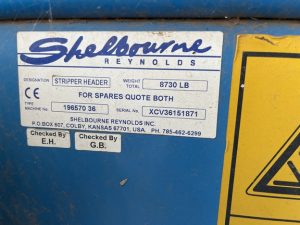 Shelbourne
REYNOLDS
DESIGNATION STRIPPER HEADER WEIGHT TOTAL 8730 LB
CE FOR SPARES QUOTE BOTH
TYPE MACHINE No 196570 36 SERIAL No. XCV36151871
SHELBOURNE REYNOLDS INC.
P.O BOX 607, COLBY, KANSAS 67701, USA. PH. 785-462-6299
Checked By Checked By
E.H. G.B.